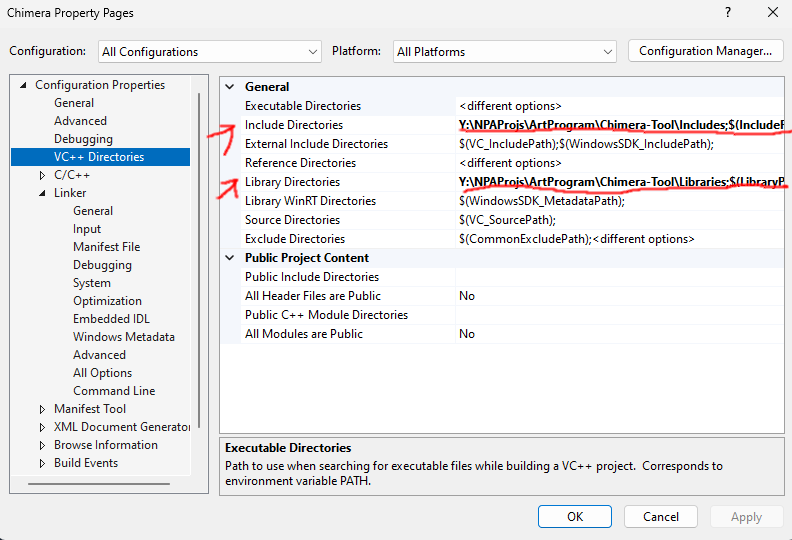 Chimera Property Pages
?
Configuration: All Configurations Platform: All Platforms Configuration Manager...
Configuration Properties
General
Advanced
Debugging
VC++ Directories
C/C++
Linker
General
Input
Manifest File
Debugging
System
Optimization
Embedded IDL
Windows Metadata
Advanced
All Options
Command Line
Manifest Tool
XML Document Generator
Browse Information
Build Events
General
Executable Directories <different options>
Include Directories Y:\NPAProjs\ArtProgram\Chimera-Tool\Includes;$(IncludeP
External Include Directories $(VC_IncludePath);$(WindowsSDK_IncludePath);
Reference Directories <different options>
Library Directories Y:\NPAProjs\ArtProgram\Chimera-Tool\Libraries;$(LibraryP
Library WinRT Directories $(WindowsSDK_MetadataPath);
Source Directories $(VC_SourcePath);
Exclude Directories $(CommonExcludePath);<different options>
Public Project Content
Public Include Directories
All Header Files are Public No
Public C++ Module Directories
All Modules are Public No
Executable Directories
Path to use when searching for executable files while building a VC++ project.  Corresponds to
environment variable PATH.
OK Cancel Apply